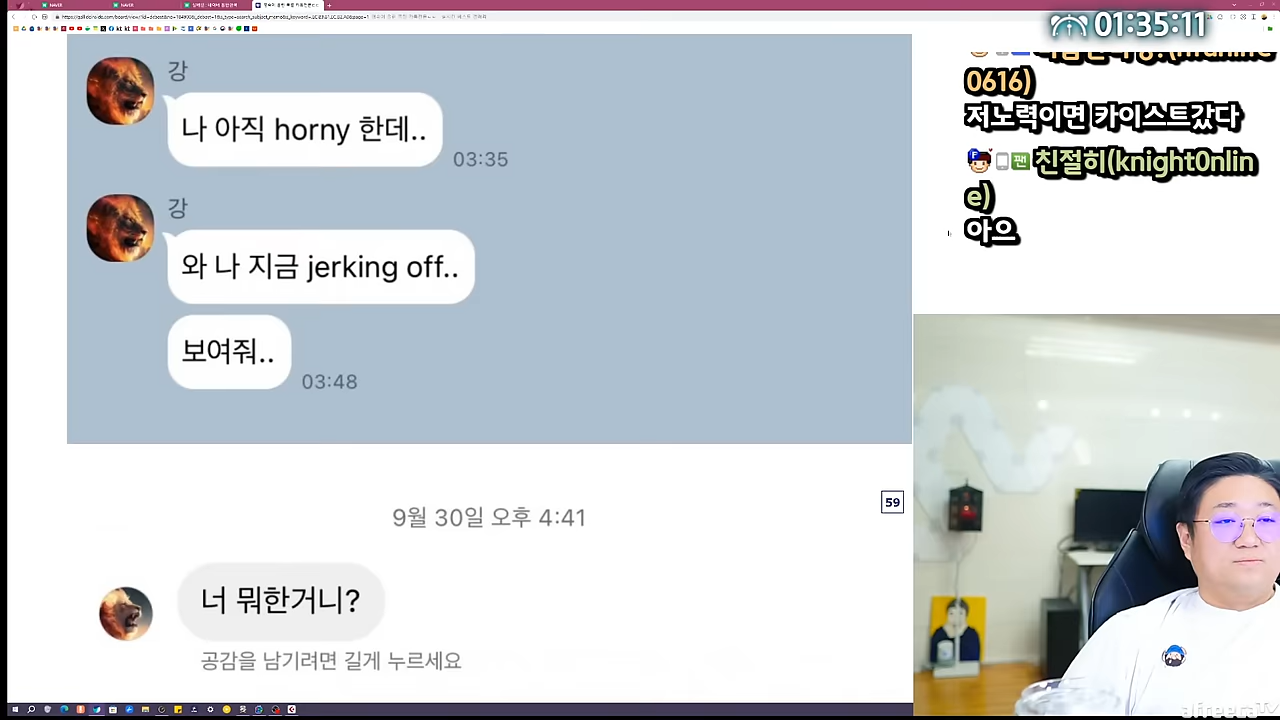 01:35:11
강
나 아직 horny 한데..
03:35
강
와 나 지금 jerking off..
보여줘..
03:48
9월 30일 오후 4:41
59
너 뭐한거니?
공감을 남기려면 길게 누르세요
0616)
저노력이면 카이스트갔다
팬 친절히(knight0nlin
e)
아으
afreecaTV